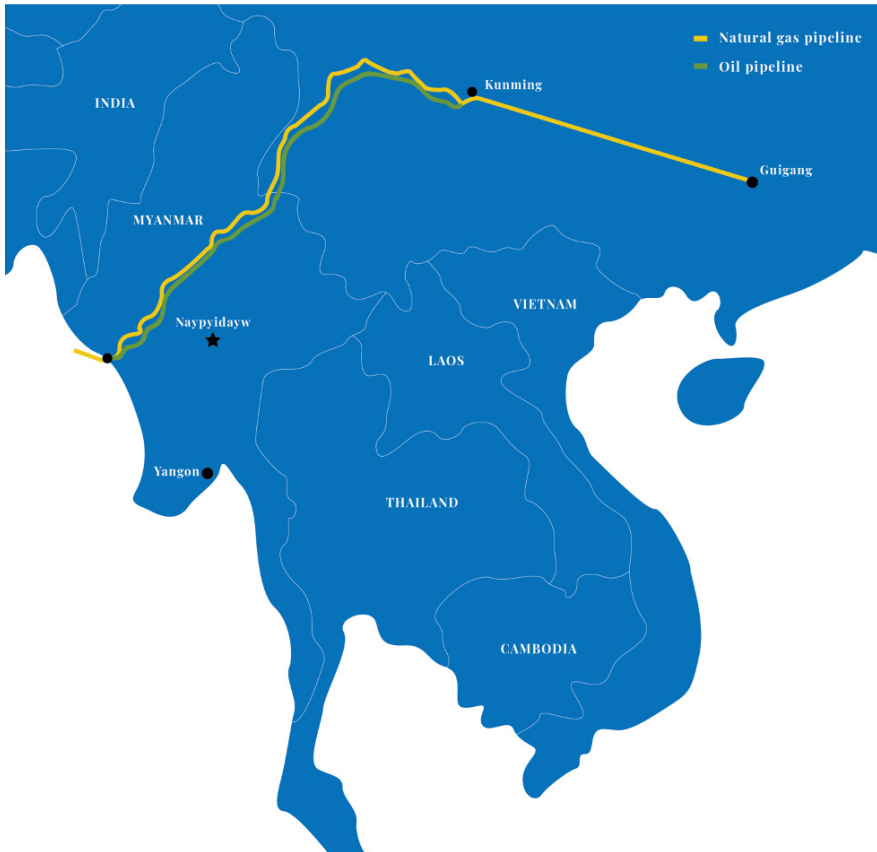 Natural gas pipeline
Oil pipeline
Kunming
INDIA
Guigang
MYANMAR
VIETNAM
Naypyidayw
LAOS
Yangon
THAILAND
CAMBODIA